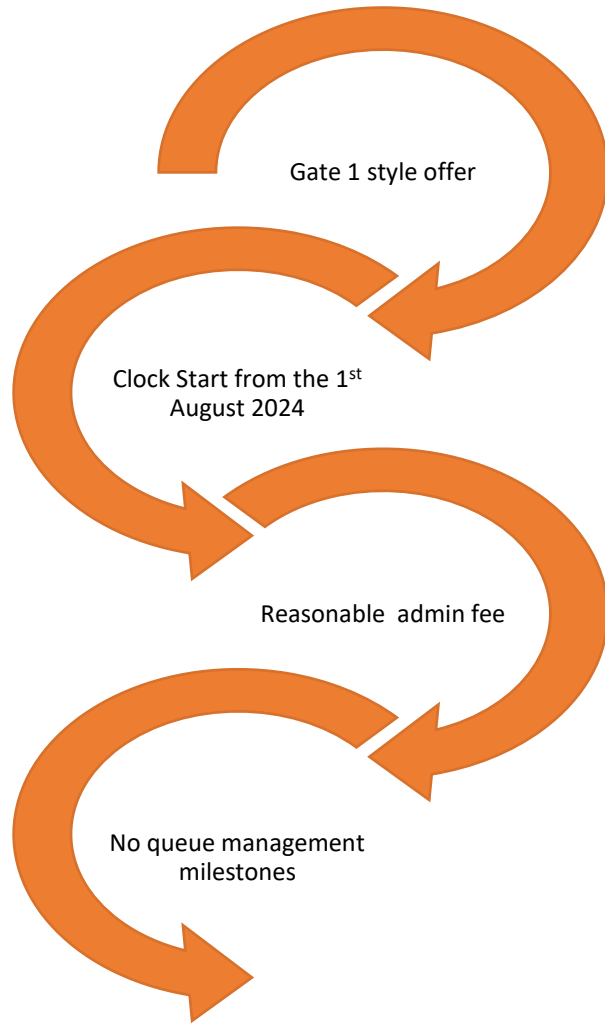 Gate 1 style offer
Clock Start from the 1st
August 2024
Reasonable  admin fee
No queue management
milestones